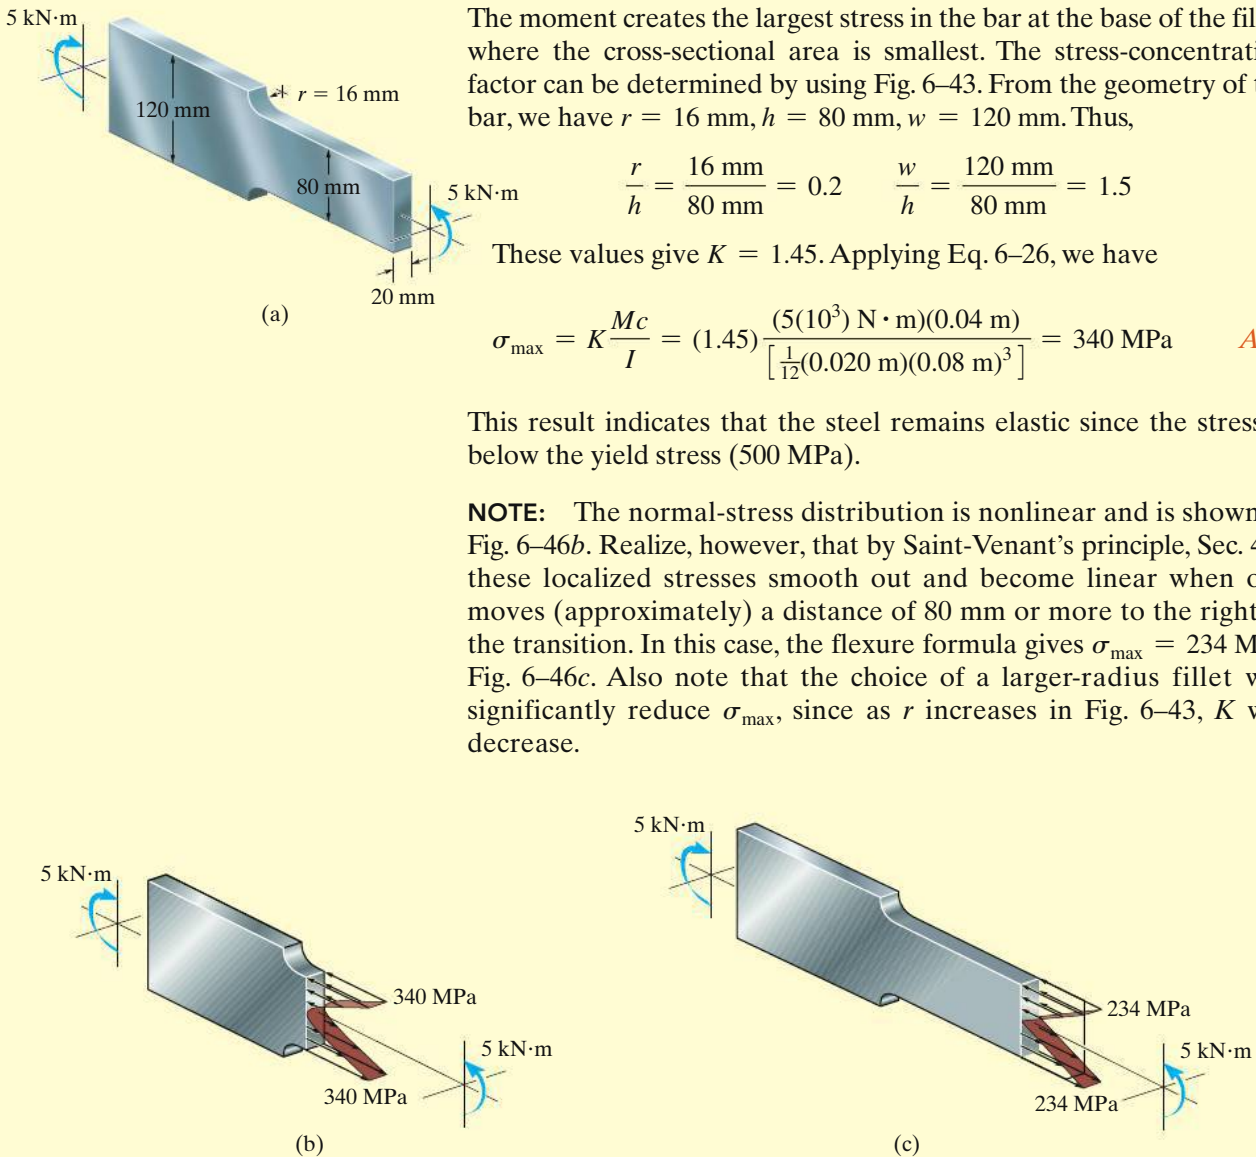 5 kN·m
120 mm
r = 16 mm
80 mm
5 kN·m
20 mm
(a)
The moment creates the largest stress in the bar at the base of the
where the cross-sectional area is smallest. The
factor can be determined by using Fig. 6–43. From the geometry of
bar, we have r = 16 mm, h = 80 mm, w = 120 mm. Thus,
r/h = 16 mm/80 mm = 0.2 w/h = 120 mm/80 mm = 1.5
These values give K = 1.45. Applying Eq. 6–26, we have
σmax = K Mc/I = (1.45) (5(10³) N · m)(0.04 m)/[1/12(0.020 m)(0.08 m)³] = 340 MPa
This result indicates that the steel remains elastic since the stress
below the yield stress (500 MPa).
NOTE: The normal-stress distribution is nonlinear and is shown
Fig. 6–46b. Realize, however, that by Saint-Venant's principle, Sec.
these localized stresses smooth out and become linear when
moves (approximately) a distance of 80 mm or more to the right
the transition. In this case, the flexure formula gives σmax = 234
Fig. 6–46c. Also note that the choice of a larger-radius fillet
significantly reduce σmax, since as r increases in Fig. 6–43, K
decrease.
5 kN·m
340 MPa
5 kN·m
340 MPa
(b)
5 kN·m
234 MPa
5 kN·m
234 MPa
(c)